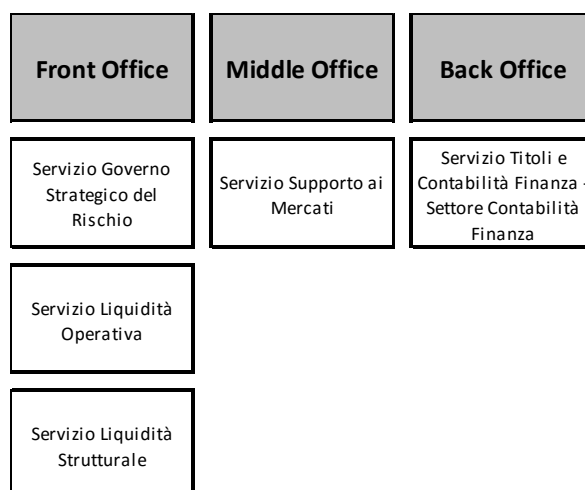 Front Office
Middle Office
Back Office
Servizio Governo
Strategico del
Rischio
Servizio Supporto ai
Mercati
Servizio Titoli e
Contabilità Finanza -
Settore Contabilità
Finanza
Servizio Liquidità
Operativa
Servizio Liquidità
Strutturale